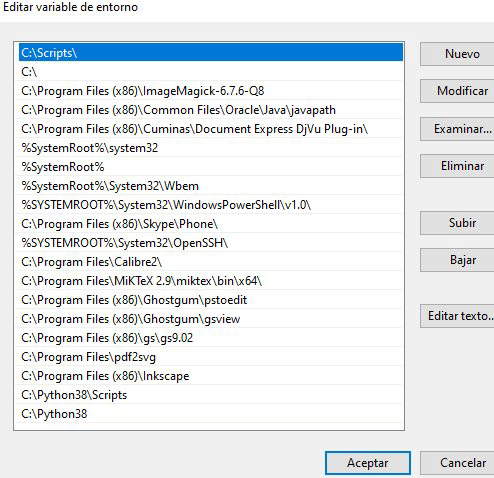 Editar variable de entorno
C:\Scripts\
C:\
C:\Program Files (x86)\ImageMagick-6.7.6-Q8
C:\Program Files (x86)\Common Files\Oracle\Java\javapath
C:\Program Files (x86)\Cuminas\Document Express DjVu Plug-in\
%SystemRoot%\system32
%SystemRoot%
%SystemRoot%\System32\Wbem
%SYSTEMROOT%\System32\WindowsPowerShell\v1.0\
C:\Program Files (x86)\Skype\Phone\
%SYSTEMROOT%\System32\OpenSSH\
C:\Program Files\Calibre2\
C:\Program Files\MiKTeX 2.9\miktex\bin\x64\
C:\Program Files (x86)\Ghostgum\pstoedit
C:\Program Files (x86)\Ghostgum\gsview
C:\Program Files (x86)\gs\gs9.02
C:\Program Files\pdf2svg
C:\Program Files (x86)\Inkscape
C:\Python38\Scripts
C:\Python38
Nuevo
Modificar
Examinar...
Eliminar
Subir
Bajar
Editar texto..
Aceptar
Cancelar